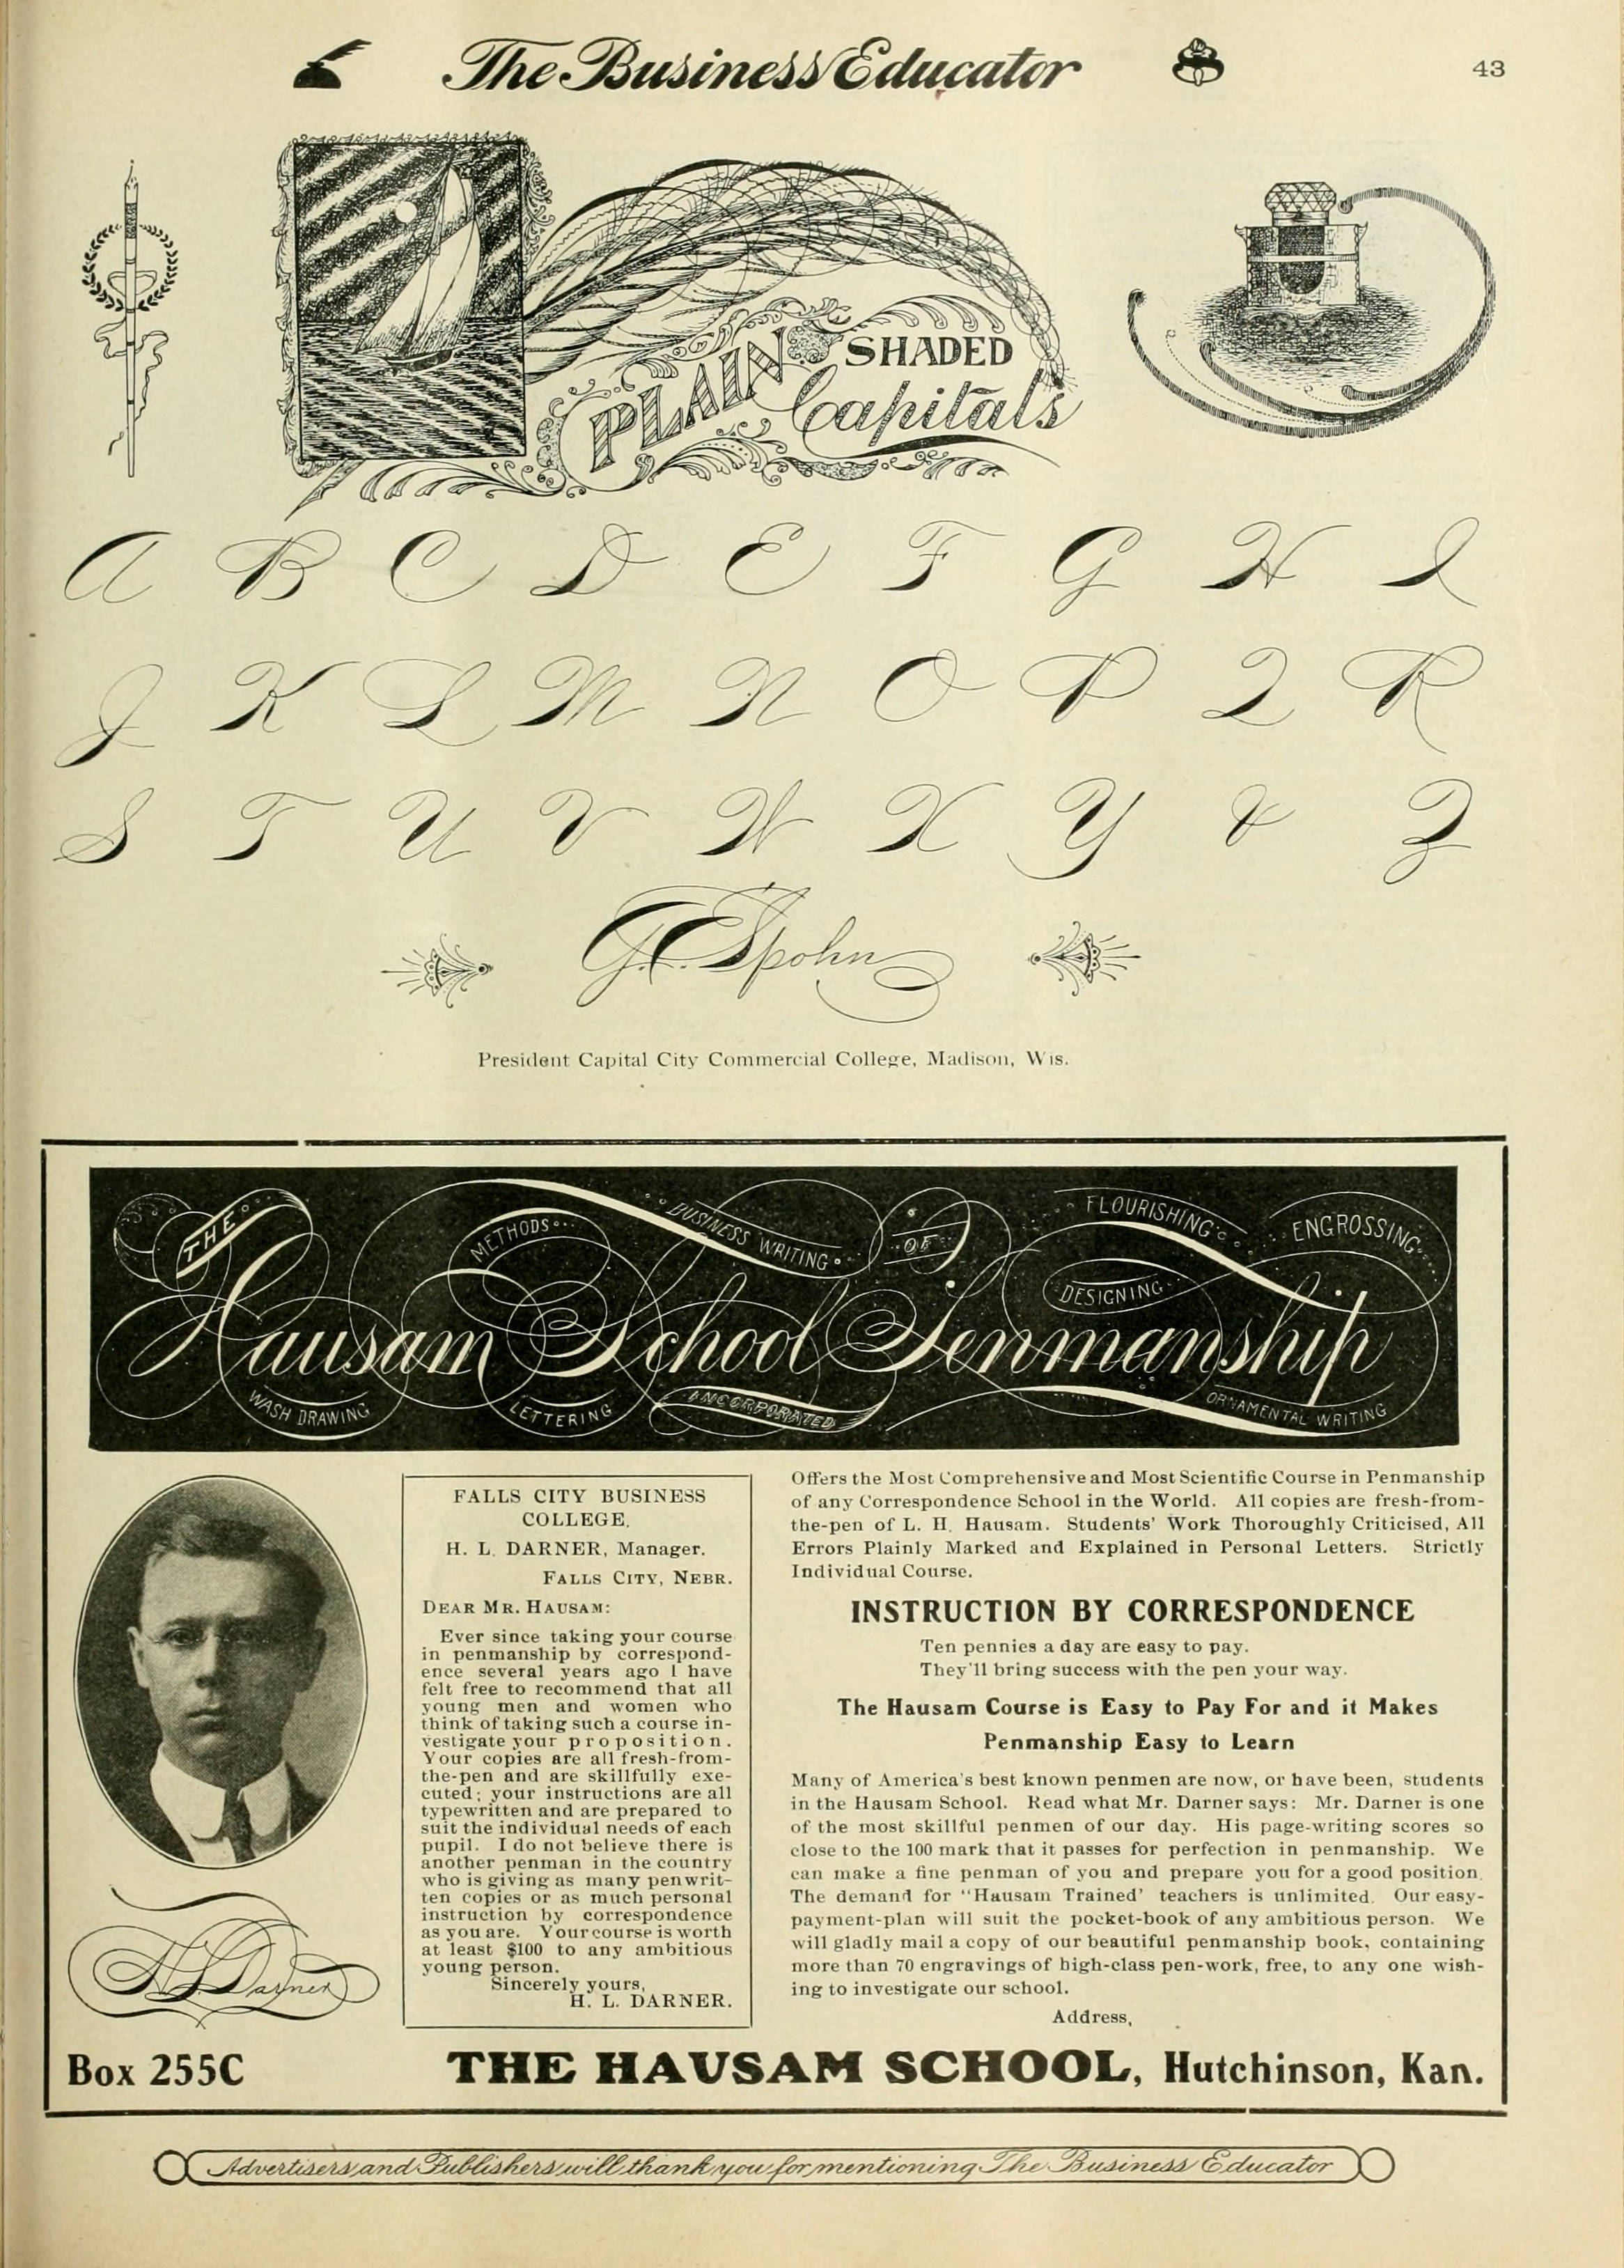 The Business Educator
43
PLAIN SHADED
Capitals
A B C D E F G H I
J K L M N O P Q R
S T U V W X Y & Z
G.E. Spohn
President Capital City Commercial College, Madison, Wis.
THE
METHODS
BUSINESS WRITING
OF
FLOURISHING
ENGROSSING
DESIGNING
Hausam School Penmanship
WASH DRAWING
LETTERING
INCORPORATED
ORNAMENTAL WRITING
H. L. Darner
FALLS CITY BUSINESS
COLLEGE.
H. L. DARNER, Manager.
FALLS CITY, NEBR.
DEAR MR. HAUSAM:
Ever since taking your course
in penmanship by correspond-
ence several years ago I have
felt free to recommend that all
young men and women who
think of taking such a course in-
vestigate your proposition.
Your copies are all fresh-from-
the-pen and are skillfully exe-
cuted; your instructions are all
typewritten and are prepared to
suit the individual needs of each
pupil. I do not believe there is
another penman in the country
who is giving as many penwrit-
ten copies or as much personal
instruction by correspondence
as you are. Your course is worth
at least $100 to any ambitious
young person.
Sincerely yours,
H. L. DARNER.
Offers the Most Comprehensive and Most Scientific Course in Penmanship
of any Correspondence School in the World. All copies are fresh-from-
the-pen of L. H. Hausam. Students' Work Thoroughly Criticised, All
Errors Plainly Marked and Explained in Personal Letters. Strictly
Individual Course.
INSTRUCTION BY CORRESPONDENCE
Ten pennies a day are easy to pay.
They'll bring success with the pen your way.
The Hausam Course is Easy to Pay For and it Makes
Penmanship Easy to Learn
Many of America's best known penmen are now, or have been, students
in the Hausam School. Read what Mr. Darner says: Mr. Darner is one
of the most skillful penmen of our day. His page-writing scores so
close to the 100 mark that it passes for perfection in penmanship. We
can make a fine penman of you and prepare you for a good position.
The demand for "Hausam Trained' teachers is unlimited. Our easy-
payment-plan will suit the pocket-book of any ambitious person. We
will gladly mail a copy of our beautiful penmanship book, containing
more than 70 engravings of high-class pen-work, free, to any one wish-
ing to investigate our school.
Address,
Box 255C THE HAUSAM SCHOOL, Hutchinson, Kan.
Advertisers and Publishers will thank you for mentioning The Business Educator